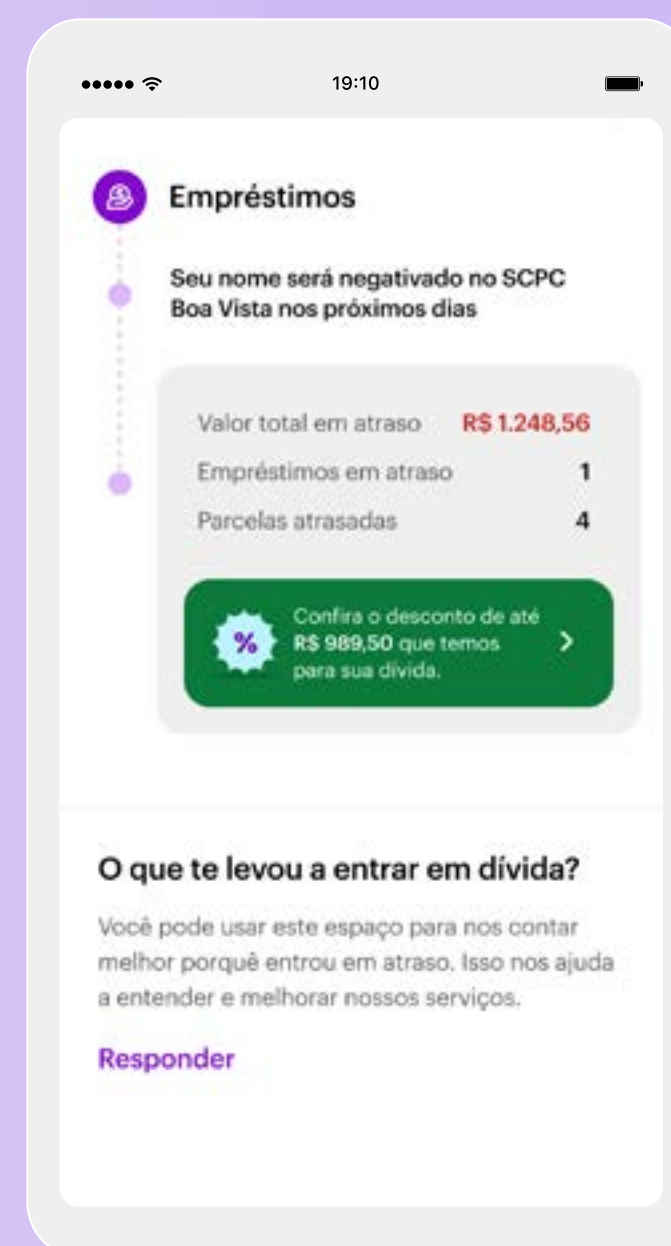 19:10
Empréstimos
Seu nome será negativado no SCPC
Boa Vista nos próximos dias
Valor total em atraso R$ 1.248,56
Empréstimos em atraso 1
Parcelas atrasadas 4
Confira o desconto de até
% R$ 989,50 que temos
para sua dívida.
O que te levou a entrar em dívida?
Você pode usar este espaço para nos contar
melhor porquê entrou em atraso. Isso nos ajuda
a entender e melhorar nossos serviços.
Responder